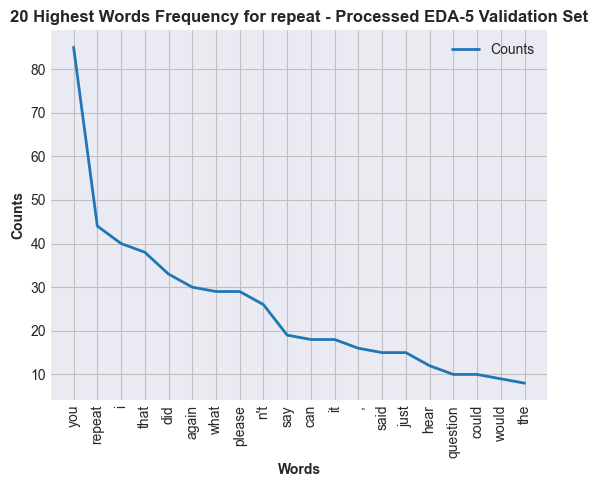 20 Highest Words Frequency for repeat - Processed EDA-5 Validation Set
Counts
Counts
80
70
60
50
40
30
20
10
you
repeat
i
that
did
again
what
please
n't
say
can
it
,
said
just
hear
question
could
would
the
Words